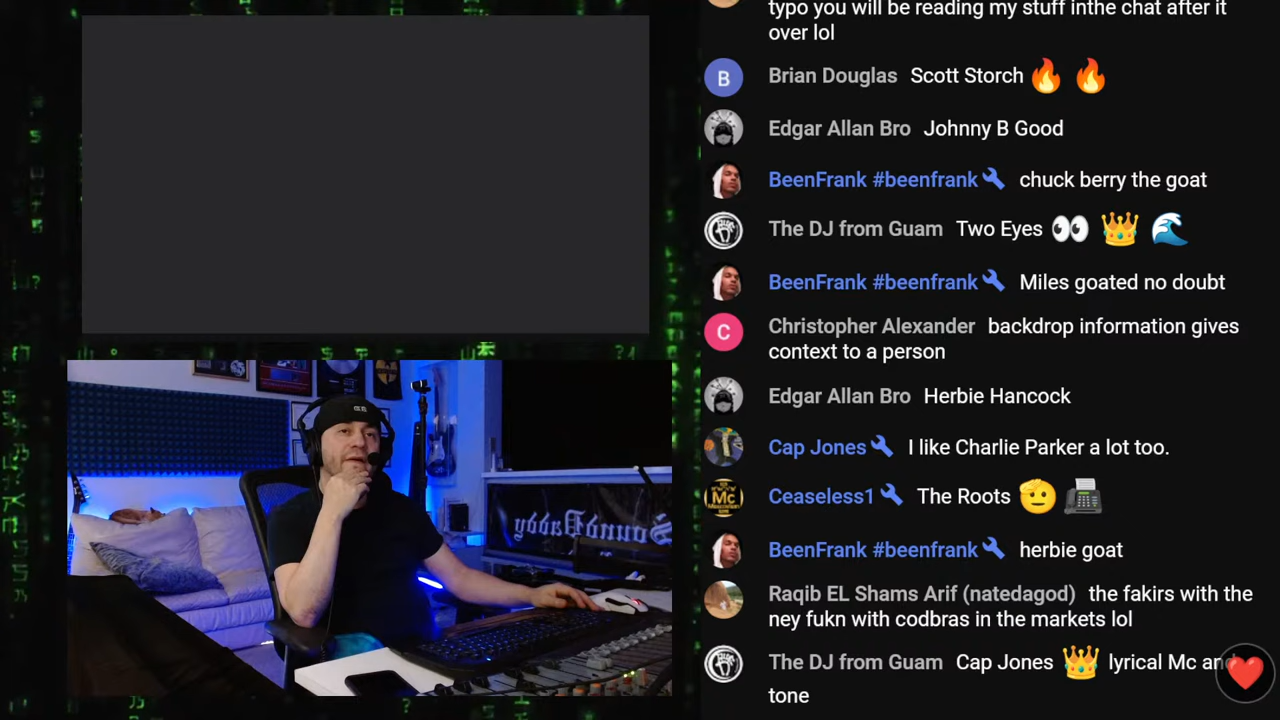 typo you will be reading my stuff inthe chat after it
over lol
B
Brian Douglas Scott Storch 🔥 🔥
Edgar Allan Bro Johnny B Good
BeenFrank #beenfrank chuck berry the goat
The DJ from Guam Two Eyes 👀 👑 🌊
BeenFrank #beenfrank Miles goated no doubt
C
Christopher Alexander backdrop information gives
context to a person
Edgar Allan Bro Herbie Hancock
Cap Jones I like Charlie Parker a lot too.
Mc
Ceaseless1 The Roots 🫡 📠
BeenFrank #beenfrank herbie goat
Raqib EL Shams Arif (natedagod) the fakirs with the
ney fukn with codbras in the markets lol
The DJ from Guam Cap Jones 👑 lyrical Mc and
tone
SoundDaddy